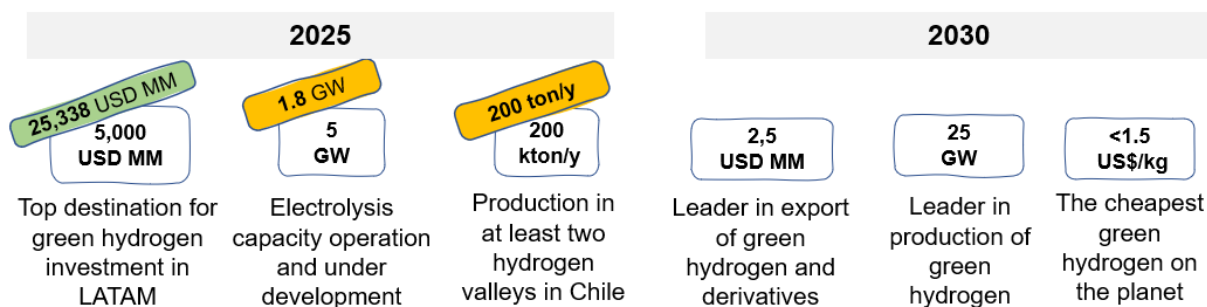 2025
25,338 USD MM
5,000
USD MM
Top destination for
green hydrogen
investment in
LATAM
1.8 GW
5
GW
Electrolysis
capacity operation
and under
development
200 ton/y
200
kton/y
Production in
at least two
hydrogen
valleys in Chile
2030
2,5
USD MM
Leader in export
of green
hydrogen and
derivatives
25
GW
Leader in
production of
green
hydrogen
<1.5
US$/kg
The cheapest
green
hydrogen on
the planet